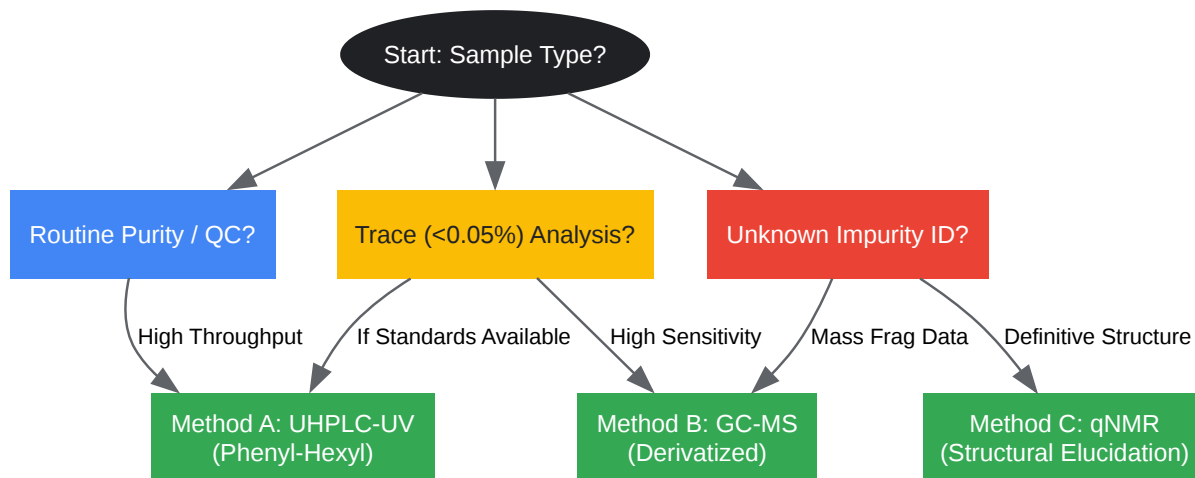 Start: Sample Type?
Routine Purity / QC?
Trace (<0.05%) Analysis?
Unknown Impurity ID?
High Throughput
If Standards Available
High Sensitivity
Mass Frag Data
Definitive Structure
Method A: UHPLC-UV
(Phenyl-Hexyl)
Method B: GC-MS
(Derivatized)
Method C: qNMR
(Structural Elucidation)